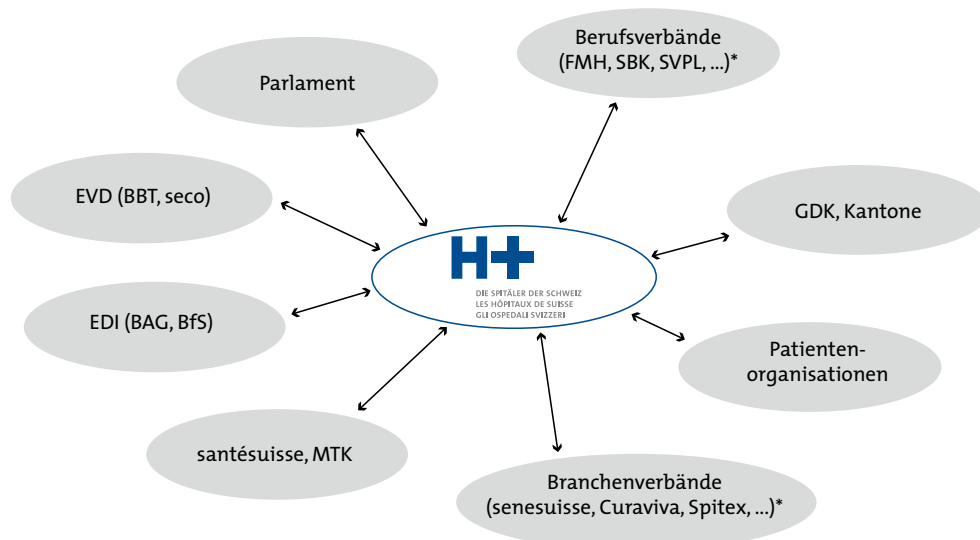 Berufsverbände
(FMH, SBK, SVPL, ...)*
Parlament
EVD (BBT, seco)
GDK, Kantone
H+
DIE SPITÄLER DER SCHWEIZ
LES HÔPITAUX DE SUISSE
GLI OSPEDALI SVIZZERI
EDI (BAG, BfS)
Patienten-
organisationen
santésuisse, MTK
Branchenverbände
(senesuisse, Curaviva, Spitex, ...)*